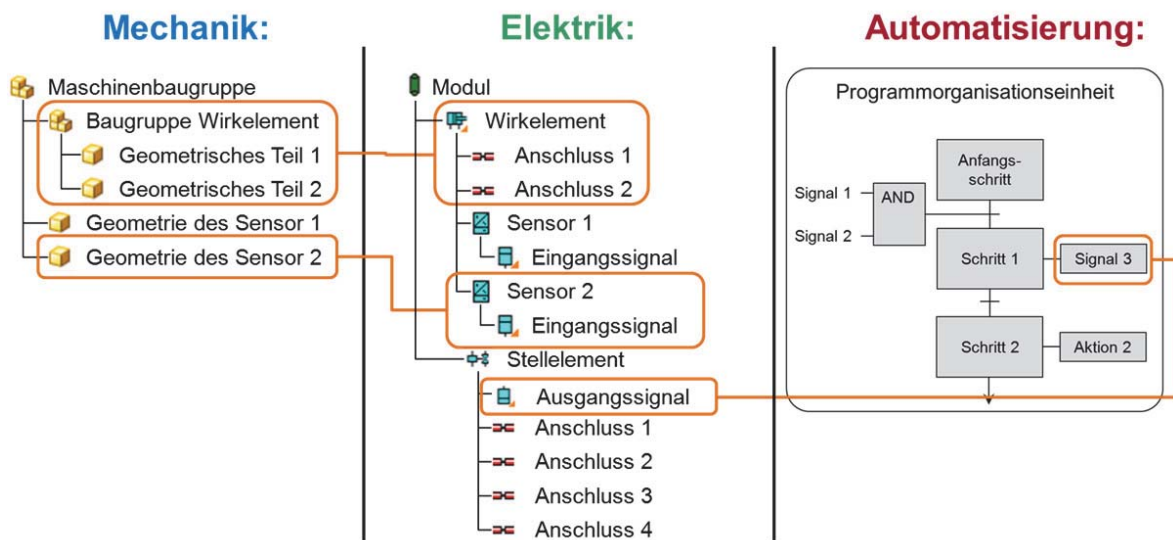 Mechanik:
Maschinenbaugruppe
Baugruppe Wirkelement
Geometrisches Teil 1
Geometrisches Teil 2
Geometrie des Sensor 1
Geometrie des Sensor 2
Elektrik:
Modul
Wirkelement
Anschluss 1
Anschluss 2
Sensor 1
Eingangssignal
Sensor 2
Eingangssignal
Stellelement
Ausgangssignal
Anschluss 1
Anschluss 2
Anschluss 3
Anschluss 4
Automatisierung:
Programmorganisationseinheit
Anfangs-
schritt
Signal 1
AND
Signal 2
Schritt 1
Signal 3
Schritt 2
Aktion 2